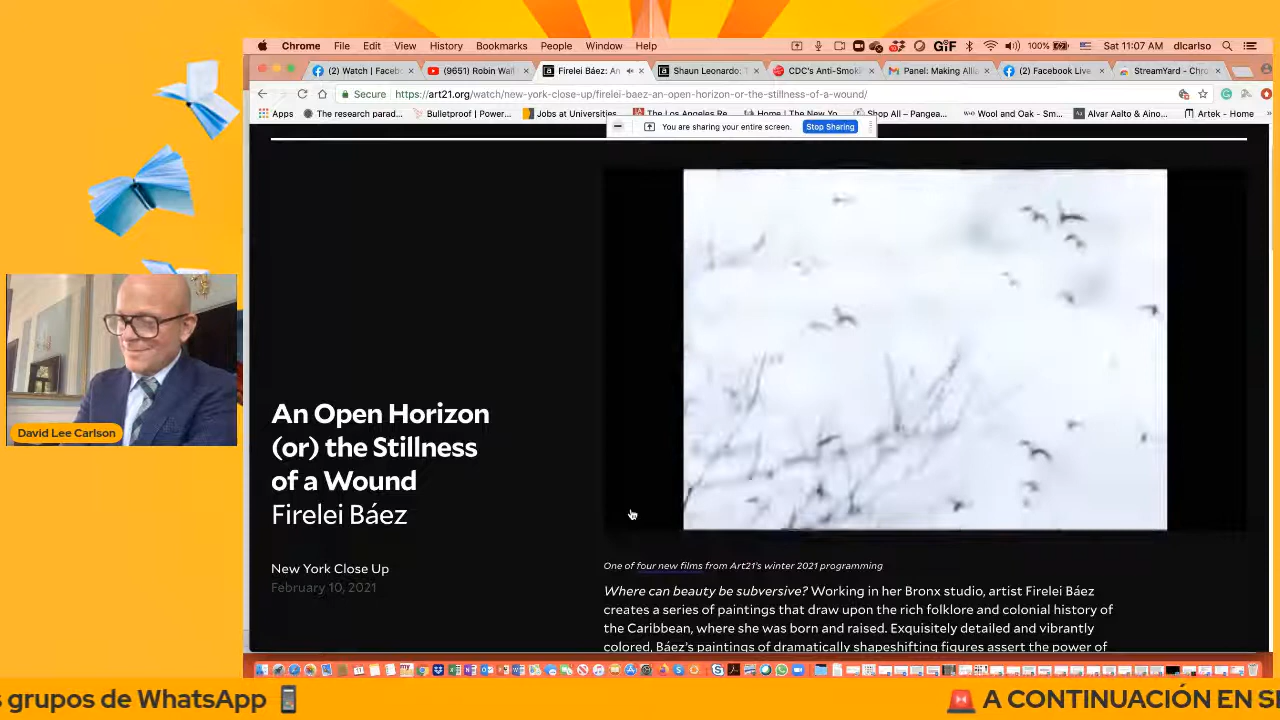 Chrome File Edit View History Bookmarks People Window Help
GIF 100% Sat 11:07 AM dlcarlso
(2) Watch | Faceb
(9651) Robin Wal
Firelei Báez: An
Shaun Leonardo: T
CDC's Anti-Smoki
Panel: Making Allia
(2) Facebook Live
StreamYard - Chro
Secure https://art21.org/watch/new-york-close-up/firelei-baez-an-open-horizon-or-the-stillness-of-a-wound/
Apps
The research parad...
Bulletproof | Power...
Jobs at Universities
The Los Angeles Re
Home | The New Yo
Shop All – Pangea...
Wool and Oak - Sm...
Alvar Aalto & Aino...
Artek - Home
You are sharing your entire screen. Stop Sharing
An Open Horizon
(or) the Stillness
of a Wound
Firelei Báez
New York Close Up
February 10, 2021
One of four new films from Art21's winter 2021 programming
Where can beauty be subversive? Working in her Bronx studio, artist Firelei Báez
creates a series of paintings that draw upon the rich folklore and colonial history of
the Caribbean, where she was born and raised. Exquisitely detailed and vibrantly
colored, Báez's paintings of dramatically shapeshifting figures assert the power of
David Lee Carlson
s grupos de WhatsApp
A CONTINUACIÓN EN S